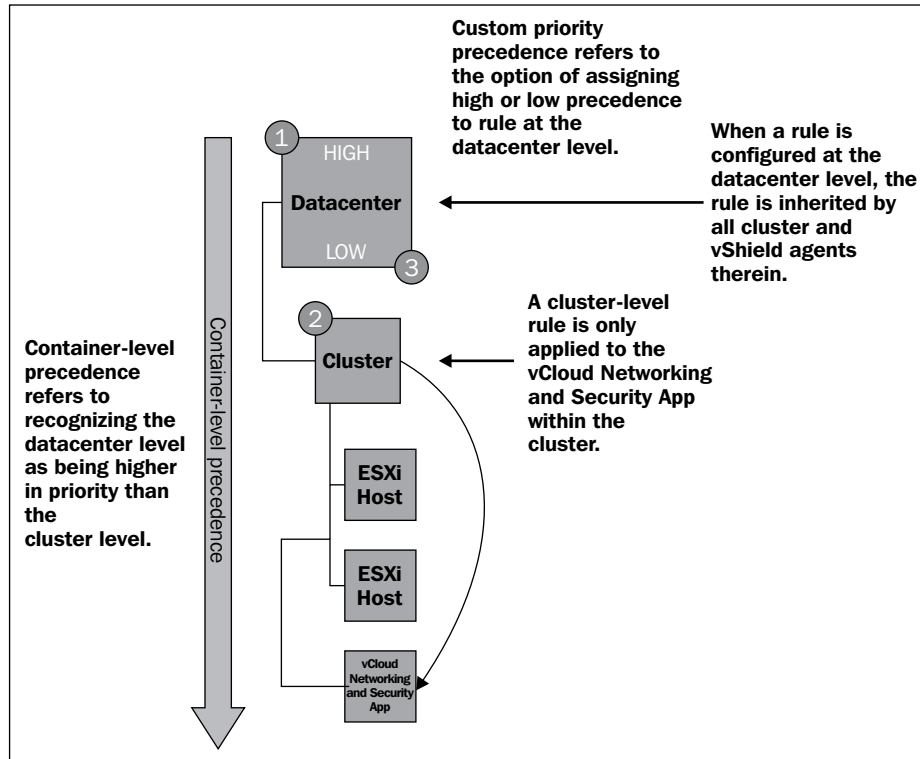 Custom priority
precedence refers to
the option of assigning
high or low precedence
to rule at the
datacenter level.
When a rule is
configured at the
datacenter level, the
rule is inherited by
all cluster and
vShield agents
therein.
1
HIGH
Datacenter
LOW
3
2
Cluster
A cluster-level
rule is only
applied to the
vCloud Networking
and Security App
within the
cluster.
Container-level
precedence
refers to
recognizing the
datacenter level
as being higher
in priority than
the
cluster level.
Container-level precedence
ESXi
Host
ESXi
Host
vCloud
Networking
and Security
App